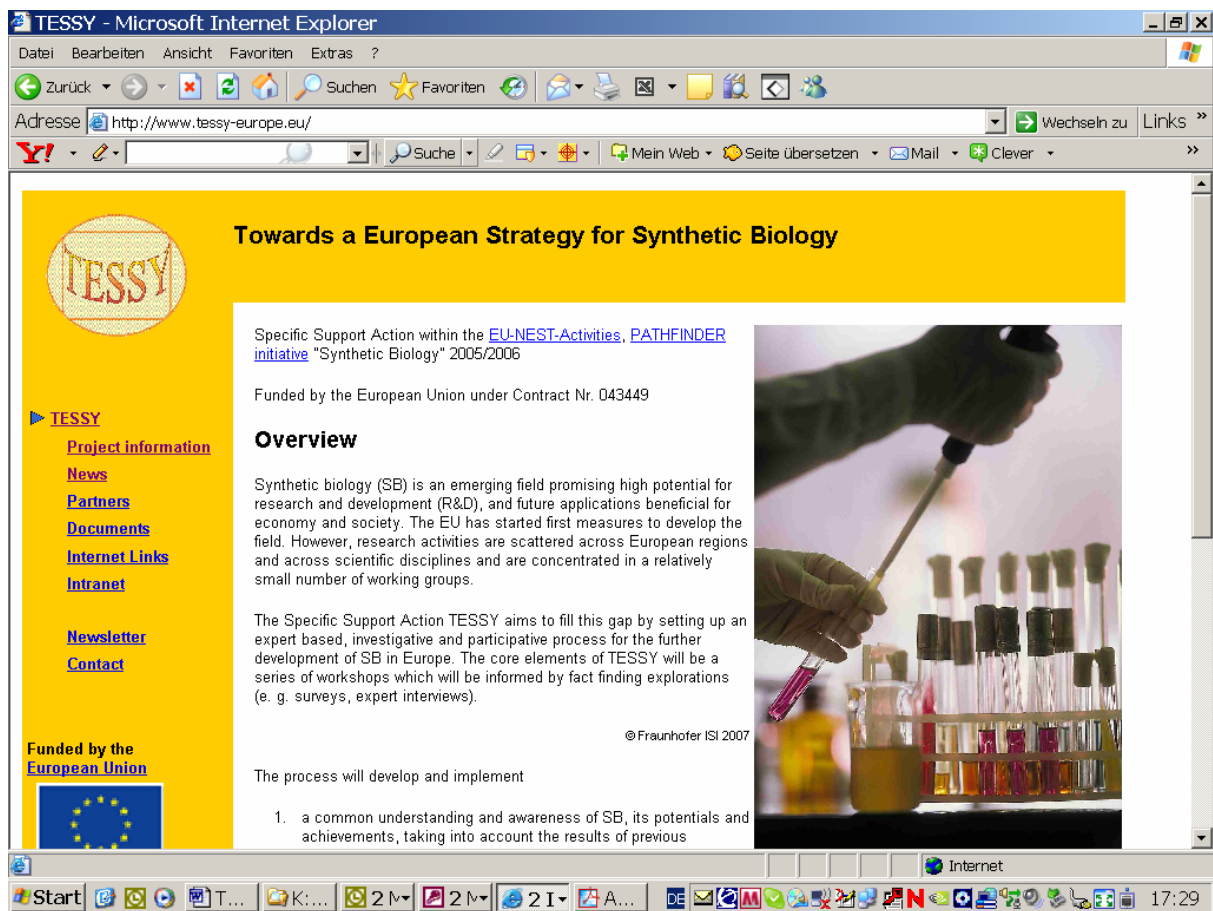 TESSY - Microsoft Internet Explorer
Datei Bearbeiten Ansicht Favoriten Extras ?
Zurück Suchen Favoriten
Adresse http://www.tessy-europe.eu/ Wechseln zu Links »
Y! Suche Mein Web Seite übersetzen Mail Clever »
TESSY
Towards a European Strategy for Synthetic Biology
TESSY
Project information
News
Partners
Documents
Internet Links
Intranet
Newsletter
Contact
Funded by the
European Union
Specific Support Action within the EU-NEST-Activities, PATHFINDER
initiative "Synthetic Biology" 2005/2006
Funded by the European Union under Contract Nr. 043449
Overview
Synthetic biology (SB) is an emerging field promising high potential for
research and development (R&D), and future applications beneficial for
economy and society. The EU has started first measures to develop the
field. However, research activities are scattered across European regions
and across scientific disciplines and are concentrated in a relatively
small number of working groups.
The Specific Support Action TESSY aims to fill this gap by setting up an
expert based, investigative and participative process for the further
development of SB in Europe. The core elements of TESSY will be a
series of workshops which will be informed by fact finding explorations
(e. g. surveys, expert interviews).
© Fraunhofer ISI 2007
The process will develop and implement
1. a common understanding and awareness of SB, its potentials and
achievements, taking into account the results of previous
Internet
Start T... K:... 2 M 2 M 2 I A... DE 17:29